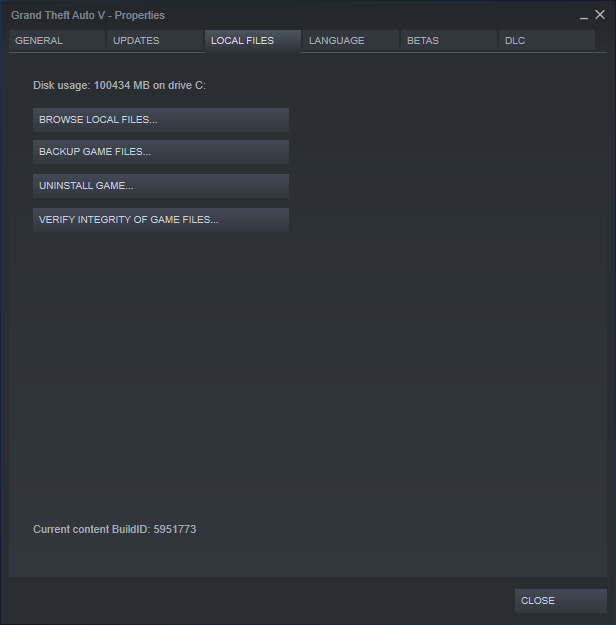 Grand Theft Auto V - Properties
GENERAL UPDATES LOCAL FILES LANGUAGE BETAS DLC
Disk usage: 100434 MB on drive C:
BROWSE LOCAL FILES...
BACKUP GAME FILES...
UNINSTALL GAME...
VERIFY INTEGRITY OF GAME FILES...
Current content BuildID: 5951773
CLOSE